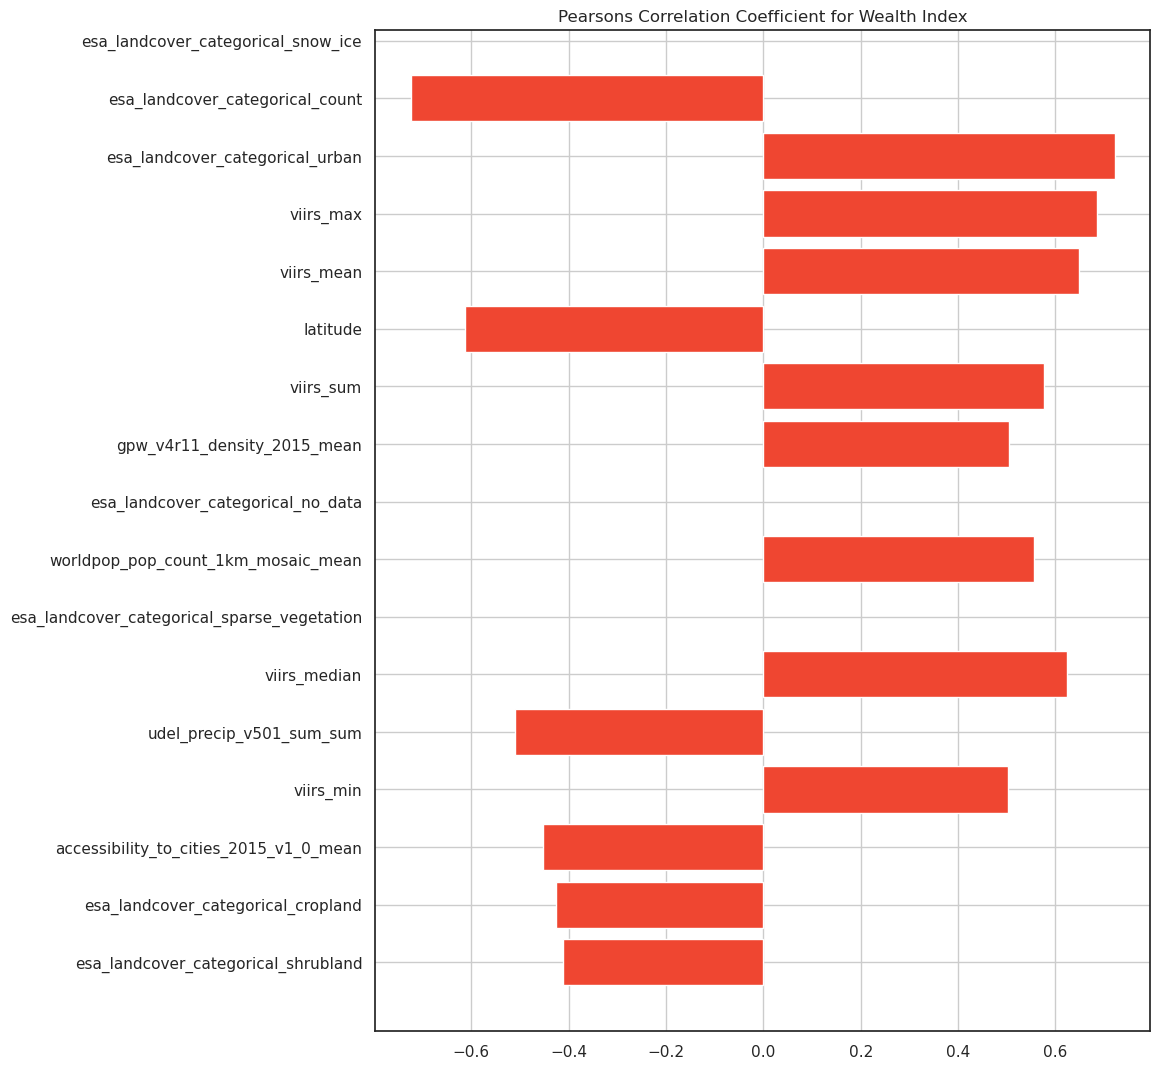 Pearsons Correlation Coefficient for Wealth Index
esa_landcover_categorical_snow_ice
esa_landcover_categorical_count
esa_landcover_categorical_urban
viirs_max
viirs_mean
latitude
viirs_sum
gpw_v4r11_density_2015_mean
esa_landcover_categorical_no_data
worldpop_pop_count_1km_mosaic_mean
esa_landcover_categorical_sparse_vegetation
viirs_median
udel_precip_v501_sum_sum
viirs_min
accessibility_to_cities_2015_v1_0_mean
esa_landcover_categorical_cropland
esa_landcover_categorical_shrubland
−0.6 −0.4 −0.2 0.0 0.2 0.4 0.6